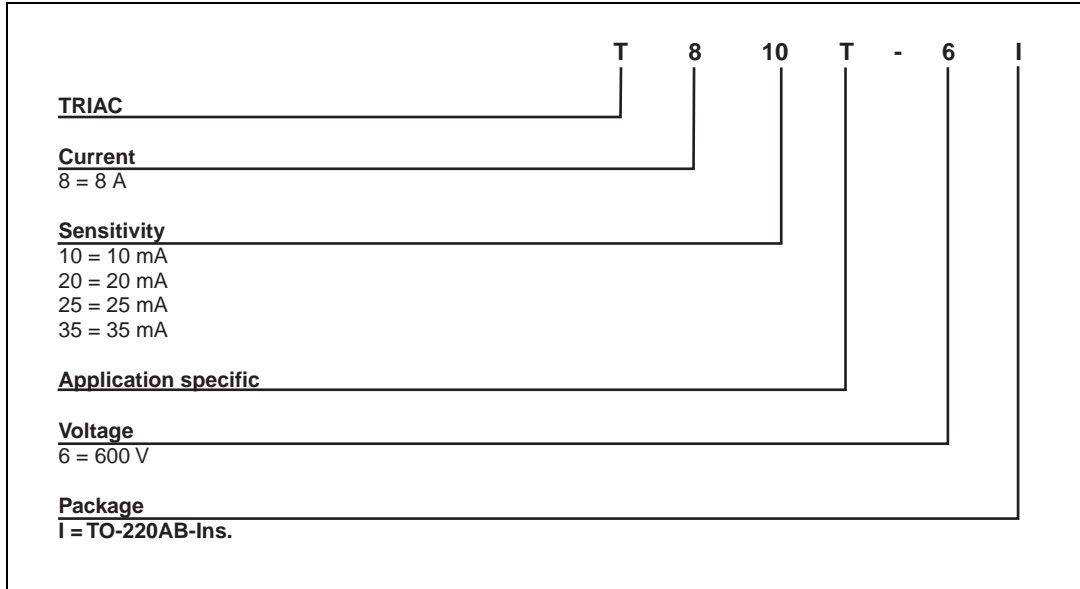 T 8 10 T - 6 I
TRIAC
Current
8 = 8 A
Sensitivity
10 = 10 mA
20 = 20 mA
25 = 25 mA
35 = 35 mA
Application specific
Voltage
6 = 600 V
Package
I = TO-220AB-Ins.